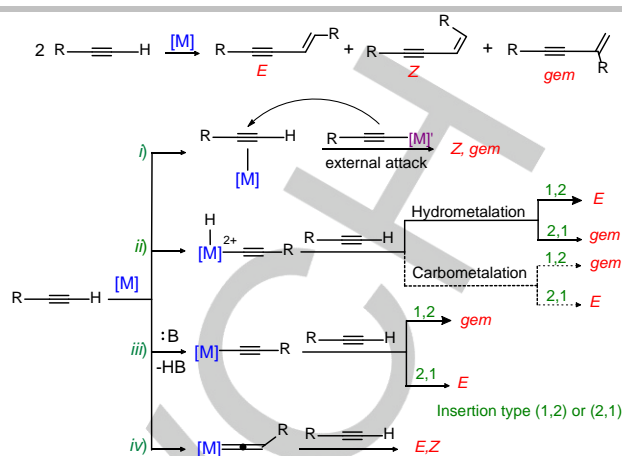 2 R H [M] R + R + R
R
E Z gem
i) R H R [M]' Z, gem
[M] external attack
H
ii) [M] 2+ R R H Hydrometalation 1,2 E
2,1 gem
Carbometalation 1,2 gem
2,1 E
R H [M]
iii) :B -HB [M] R R H 1,2 gem
2,1 E
Insertion type (1,2) or (2,1)
iv) [M] R R H E,Z